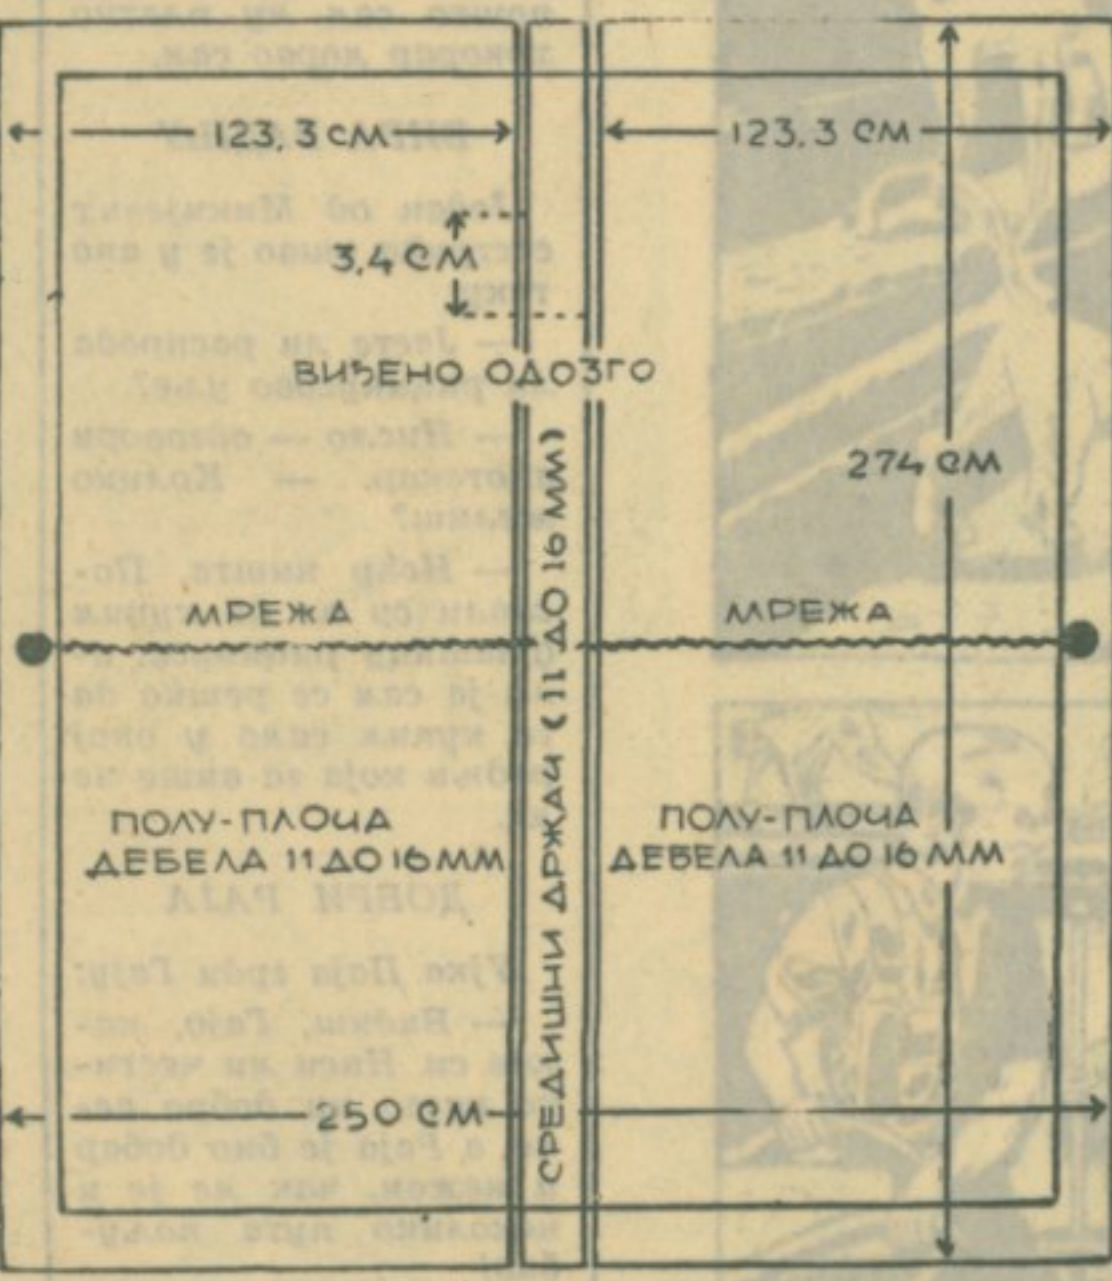 123,3 СМ
123,3 СМ
3,4 СМ
ВИЂЕНО ОДОЗГО
274 СМ
МРЕЖА
МРЕЖА
СРЕДИШНИ ДРЖАЧ (11 ДО 16 ММ)
ПОЛУ-ПЛОЧА
ДЕБЕЛА 11 ДО 16 ММ
ПОЛУ-ПЛОЧА
ДЕБЕЛА 11 ДО 16 ММ
250 СМ